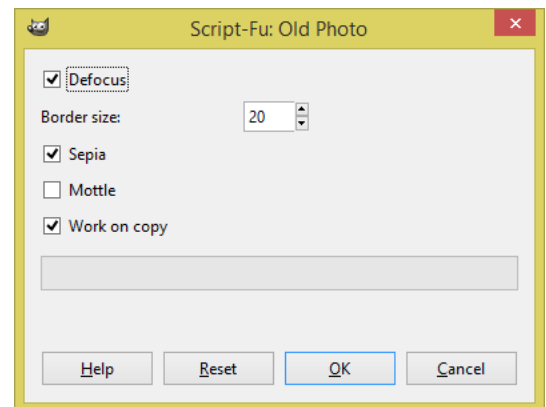 Script-Fu: Old Photo
Defocus
Border size: 20
Sepia
Mottle
Work on copy
Help Reset OK Cancel